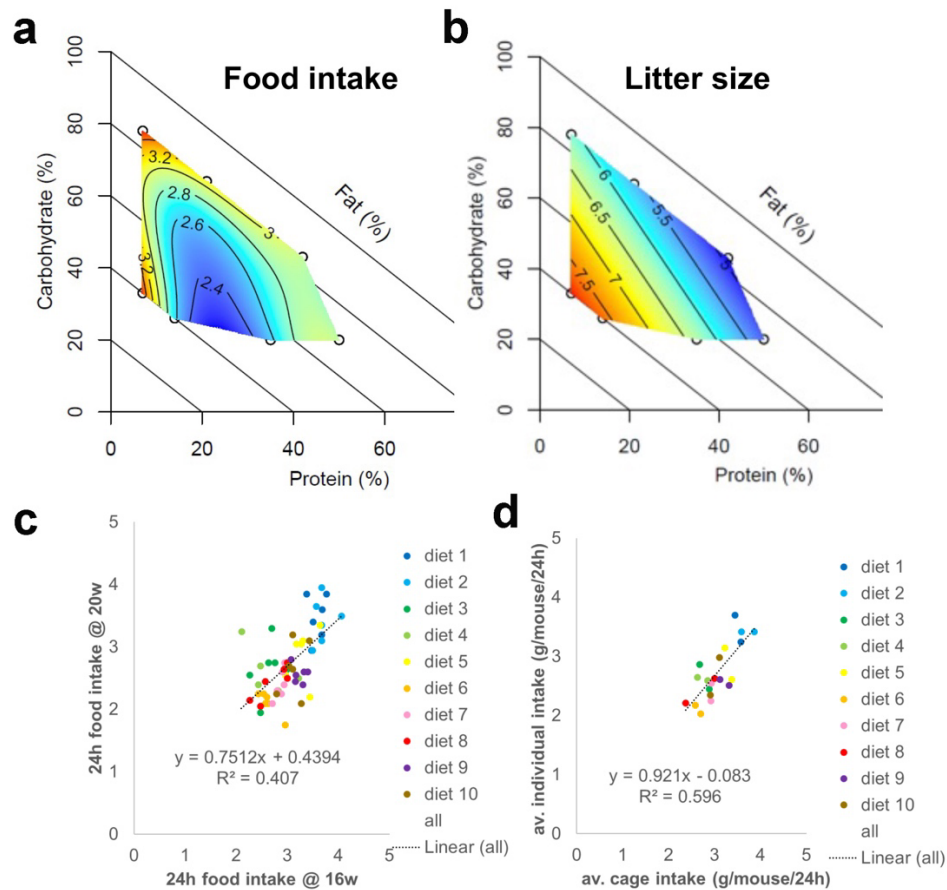 a
Food intake
100
80
60
40
20
0
Carbohydrate (%)
3.2
2.8
2.6
2.4
3
3.2
Fat (%)
0
20
40
60
Protein (%)
b
Litter size
100
80
60
40
20
0
Carbohydrate (%)
6
5.5
6.5
7
7.5
5
Fat (%)
0
20
40
60
Protein (%)
c
5
4
3
2
1
0
24h food intake @ 20w
y = 0.7512x + 0.4394
R² = 0.407
0
1
2
3
4
5
24h food intake @ 16w
diet 1
diet 2
diet 3
diet 4
diet 5
diet 6
diet 7
diet 8
diet 9
diet 10
all
Linear (all)
d
5
4
3
2
1
0
av. individual intake (g/mouse/24h)
y = 0.921x - 0.083
R² = 0.596
0
1
2
3
4
5
av. cage intake (g/mouse/24h)
diet 1
diet 2
diet 3
diet 4
diet 5
diet 6
diet 7
diet 8
diet 9
diet 10
all
Linear (all)